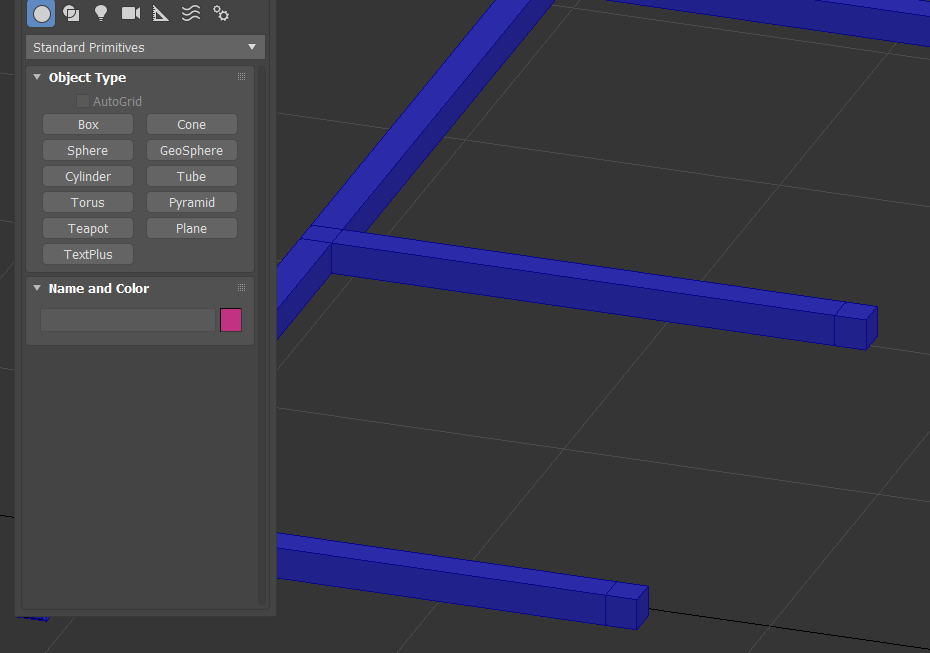 Standard Primitives
Object Type
AutoGrid
Box Cone
Sphere GeoSphere
Cylinder Tube
Torus Pyramid
Teapot Plane
TextPlus
Name and Color